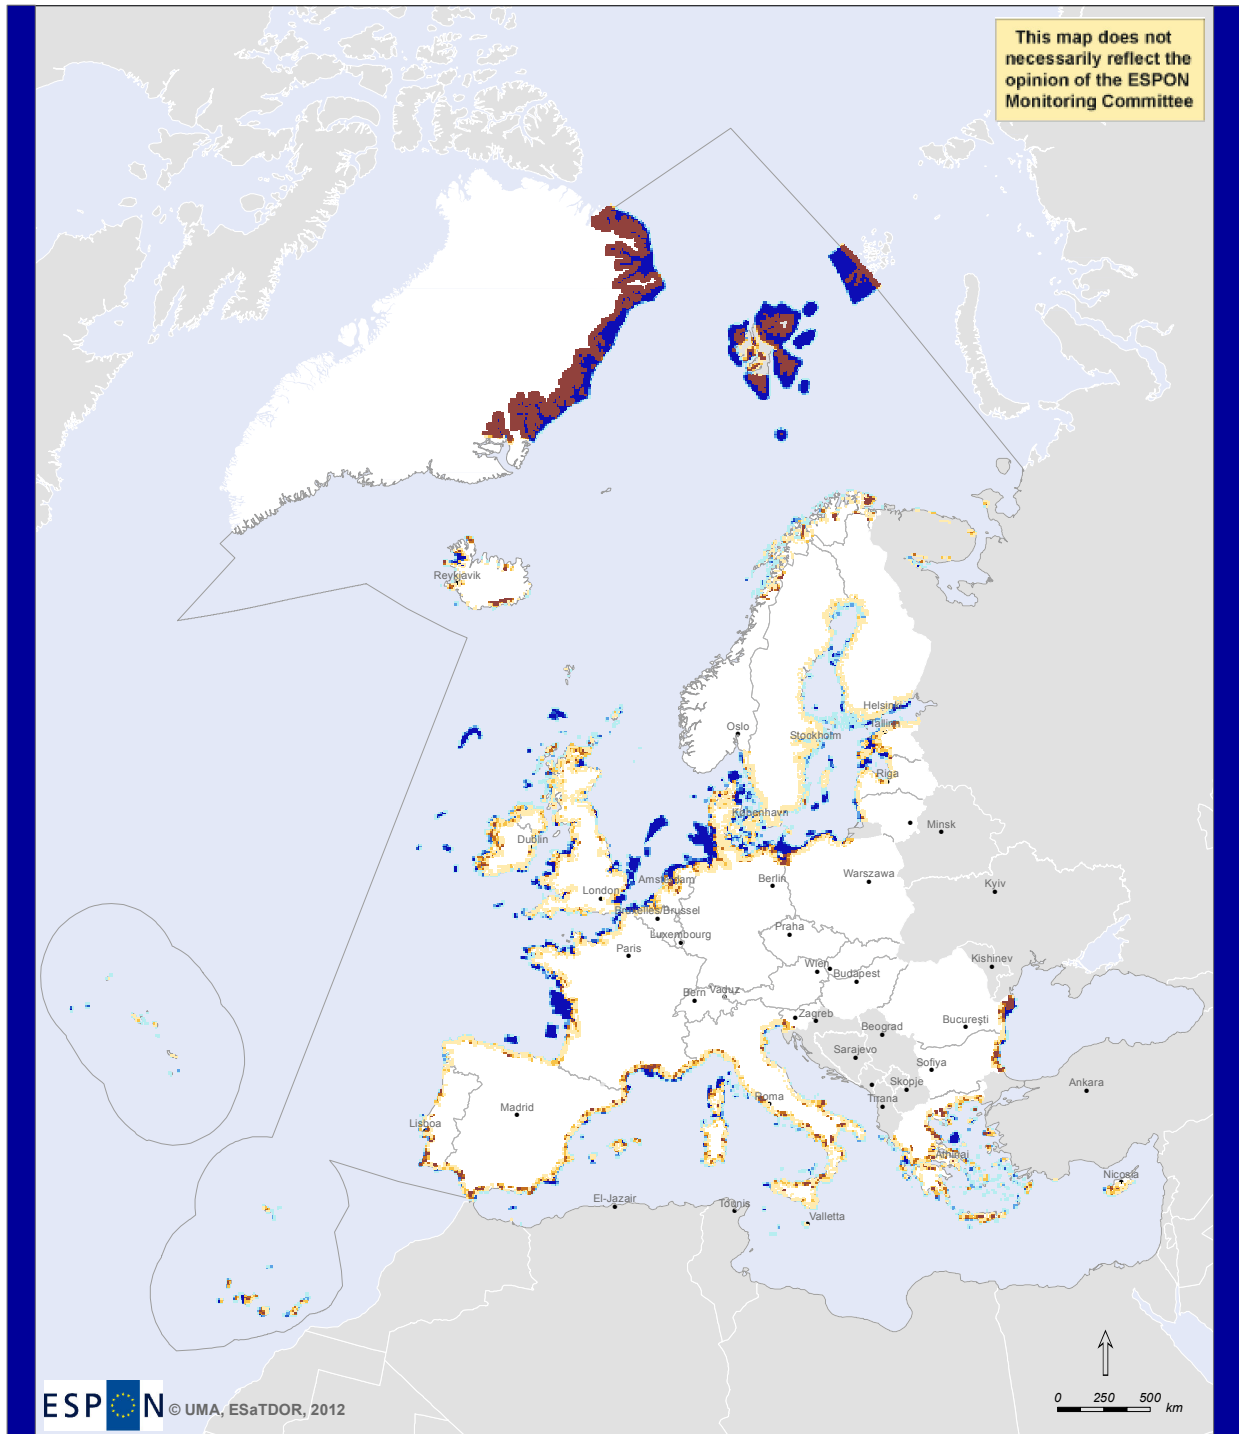 This map does not
necessarily reflect the
opinion of the ESPON
Monitoring Committee
Reykjavik
Helsinki
Tallinn
Oslo
Stockholm
Riga
København
Minsk
Dublin
Amsterdam
Berlin
Warszawa
London
Kyiv
Bruxelles/Brussel
Praha
Luxembourg
Paris
Kishinev
Wien
Budapest
Bern
Vaduz
Zagreb
Bucureşti
Beograd
Sarajevo
Sofiya
Skopje
Ankara
Roma
Tirana
Madrid
Lisboa
Athinai
Nicosia
El-Jazair
Tounis
Valletta
ESPON © UMA, ESaTDOR, 2012
0 250 500
km